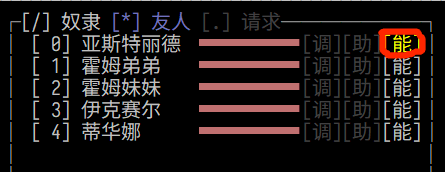 [/] 奴隶 [*] 友人 [.] 请求
[ 0] 亚斯特丽德 [调][助][能]
[ 1] 霍姆弟弟 [调][助][能]
[ 2] 霍姆妹妹 [调][助][能]
[ 3] 伊克赛尔 [调][助][能]
[ 4] 蒂华娜 [调][助][能]